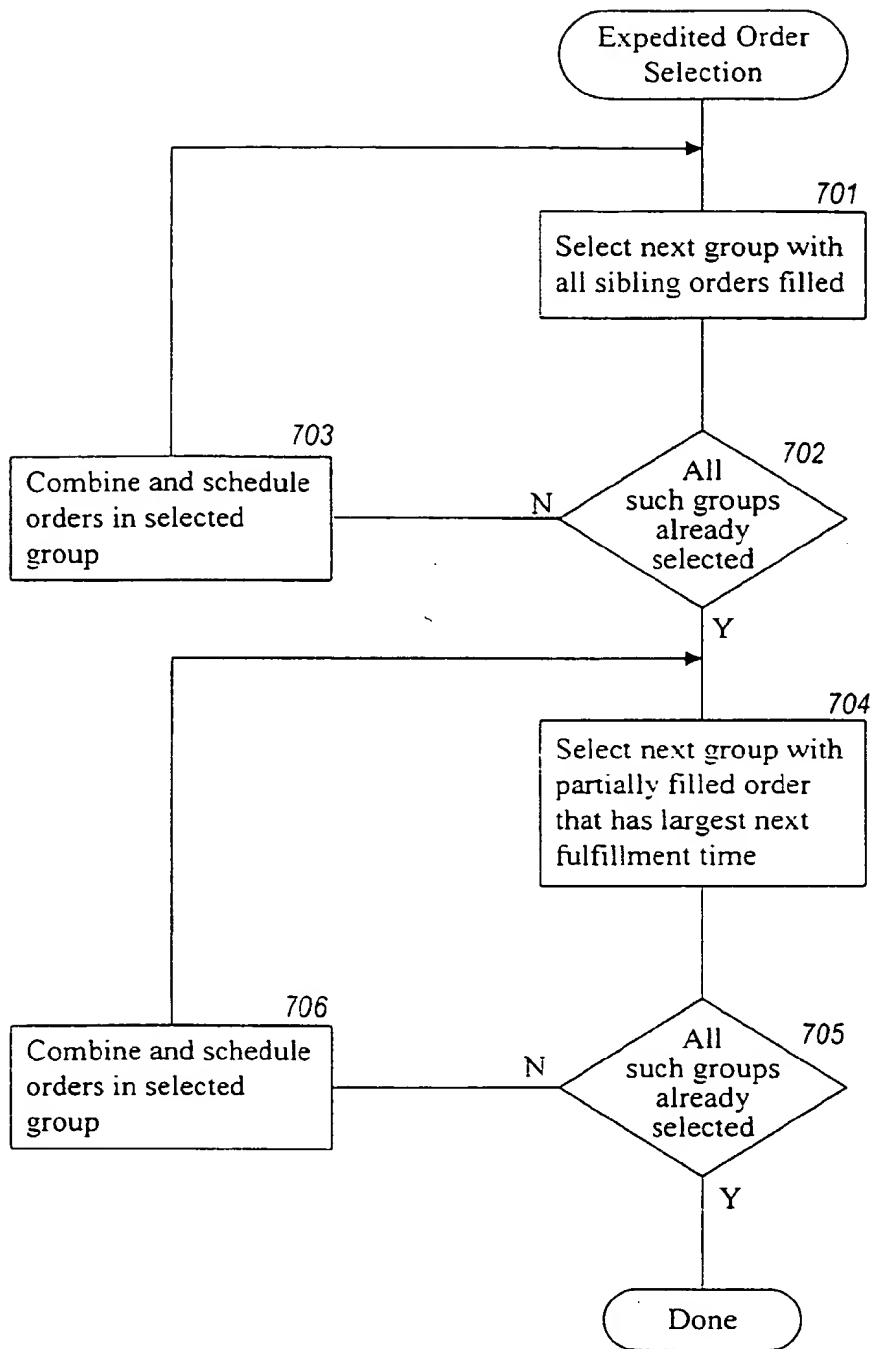 Expedited Order
Selection
701
Select next group with
all sibling orders filled
702
All
such groups
already
selected
N
Y
703
Combine and schedule
orders in selected
group
704
Select next group with
partially filled order
that has largest next
fulfillment time
705
All
such groups
already
selected
N
Y
706
Combine and schedule
orders in selected
group
Done